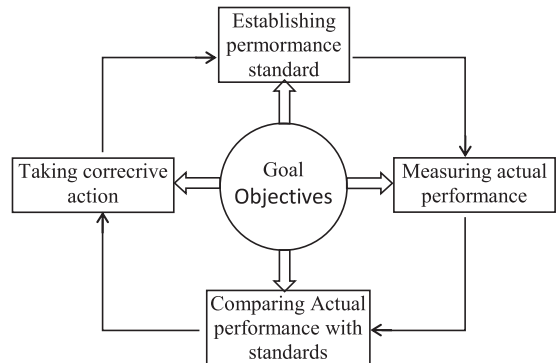 Establishing
permormance
standard
Taking correcrive
action
Goal
Objectives
Measuring actual
performance
Comparing Actual
performance with
standards